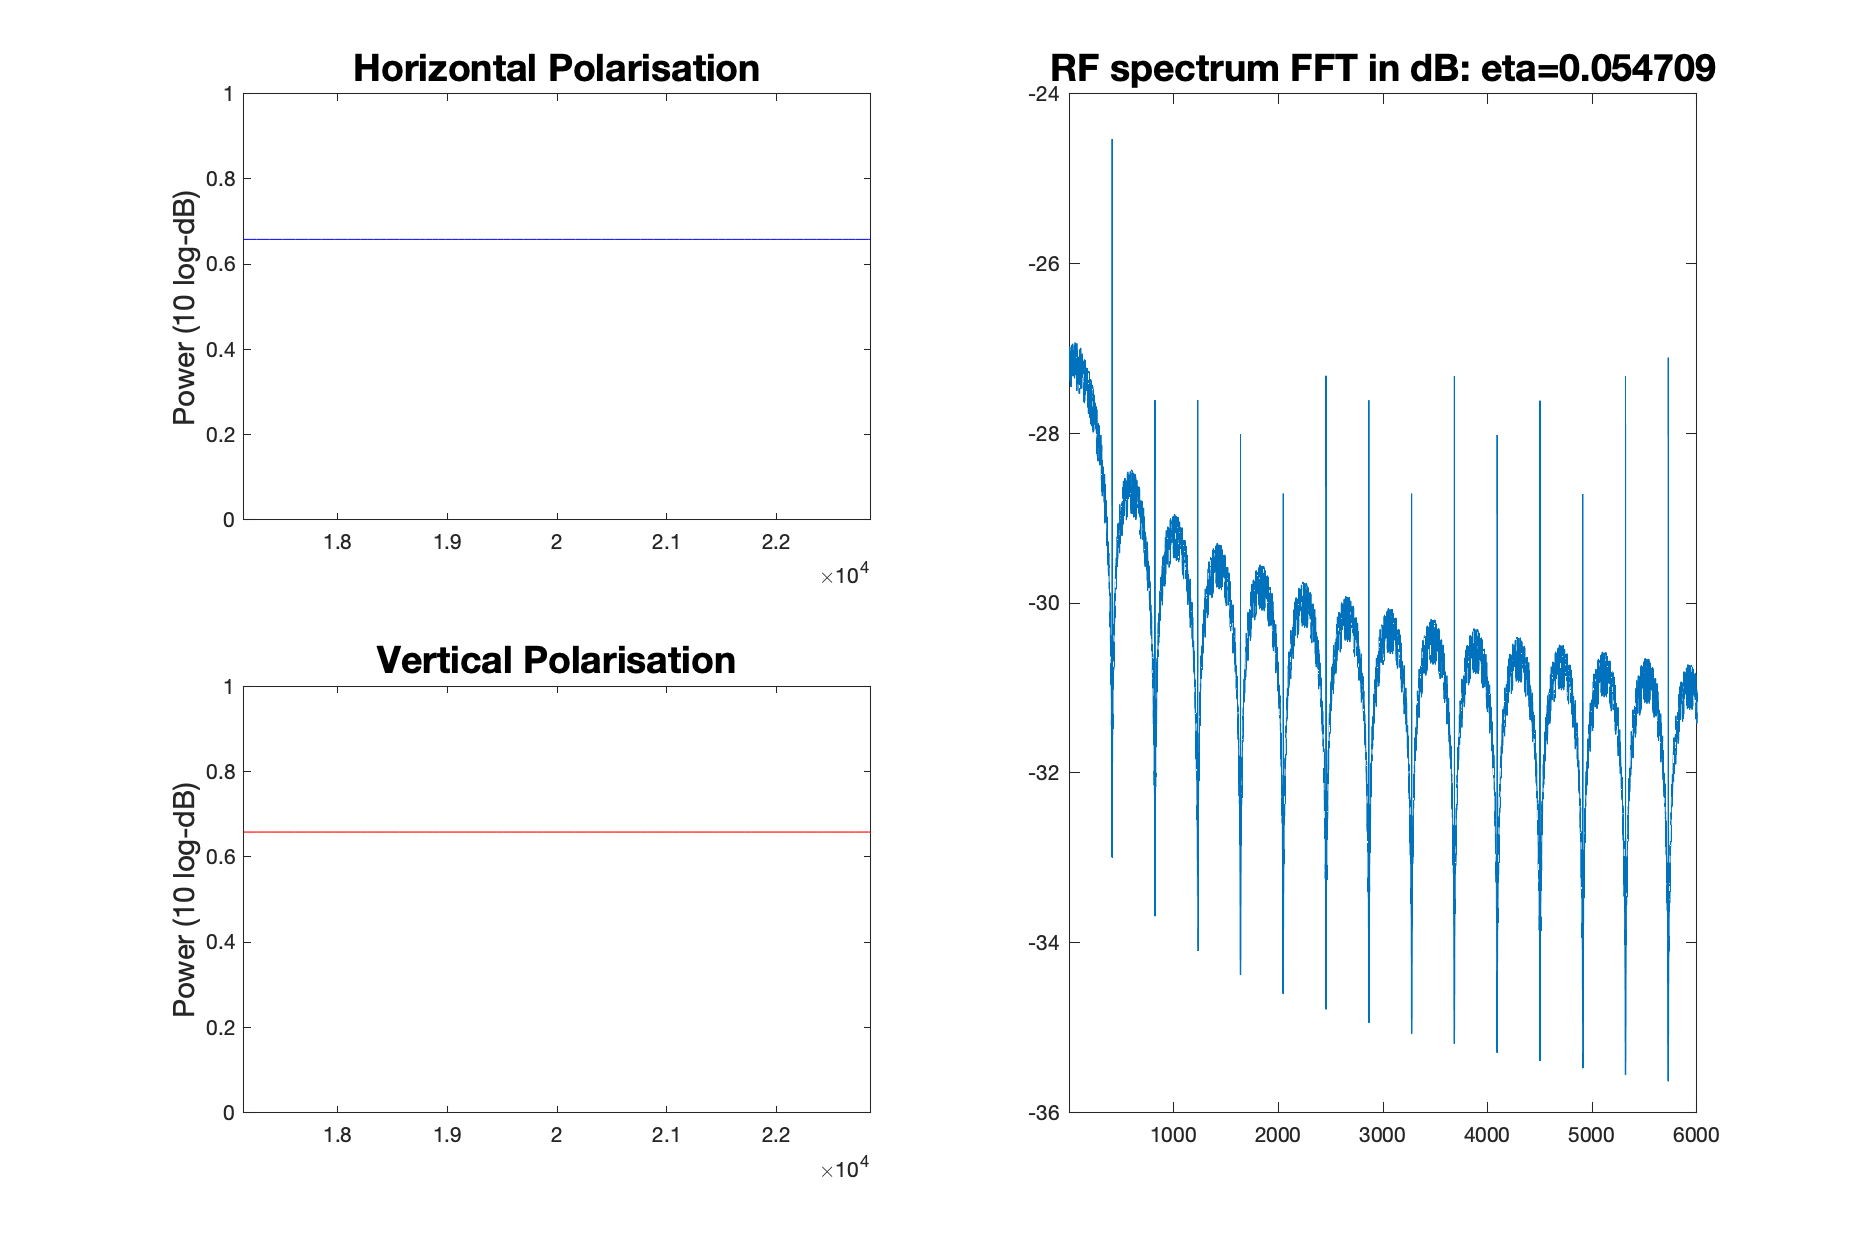 Horizontal Polarisation
Power (10 log-dB)
1
0.8
0.6
0.4
0.2
0
1.8 1.9 2 2.1 2.2
×10^4
Vertical Polarisation
Power (10 log-dB)
1
0.8
0.6
0.4
0.2
0
1.8 1.9 2 2.1 2.2
×10^4
RF spectrum FFT in dB: eta=0.054709
-24
-26
-28
-30
-32
-34
-36
1000 2000 3000 4000 5000 6000